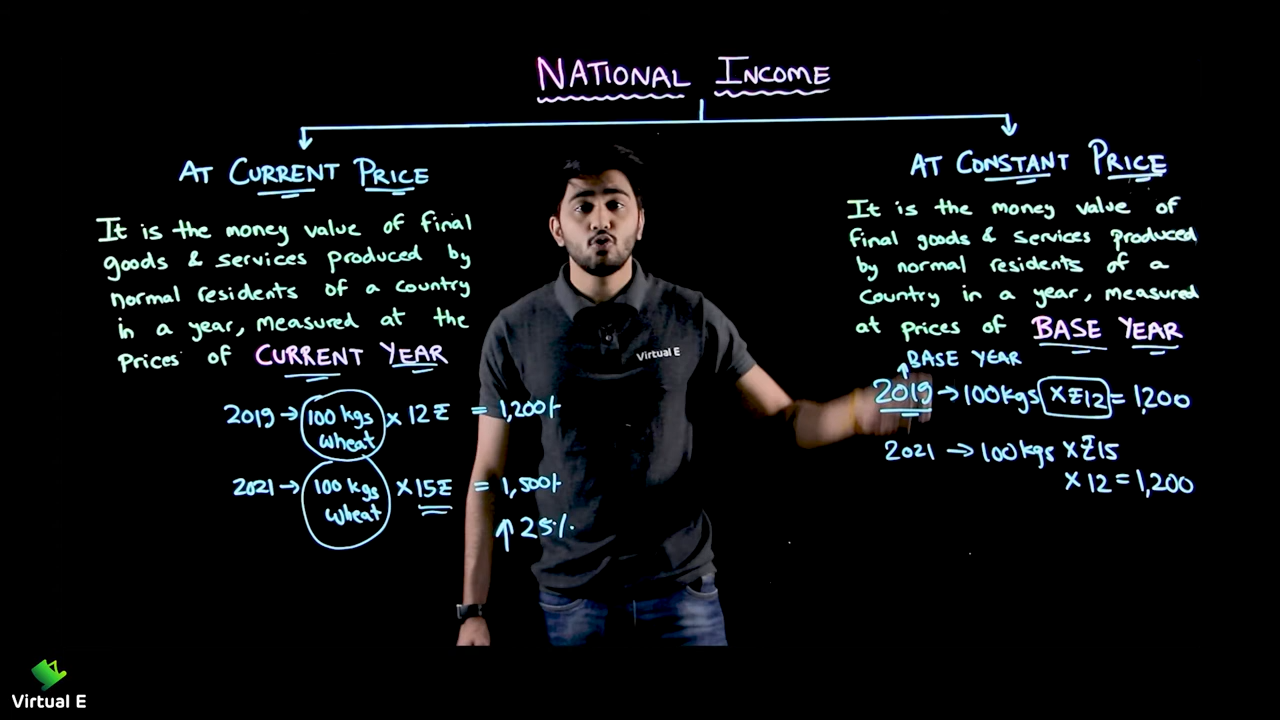 NATIONAL INCOME
AT CURRENT PRICE
It is the money value of final
goods & services produced by
normal residents of a country
in a year, measured at the
prices of CURRENT YEAR
2019 → 100 kgs wheat × 12₹ = 1,200/-
2021 → 100 kgs wheat × 15₹ = 1,500/-
↑ 25%
AT CONSTANT PRICE
It is the money value of
final goods & services produced
by normal residents of a
country in a year, measured
at prices of BASE YEAR
BASE YEAR
2019 → 100kgs × ₹12 = 1,200
2021 → 100kgs × ₹15
× 12 = 1,200
Virtual E
Virtual E